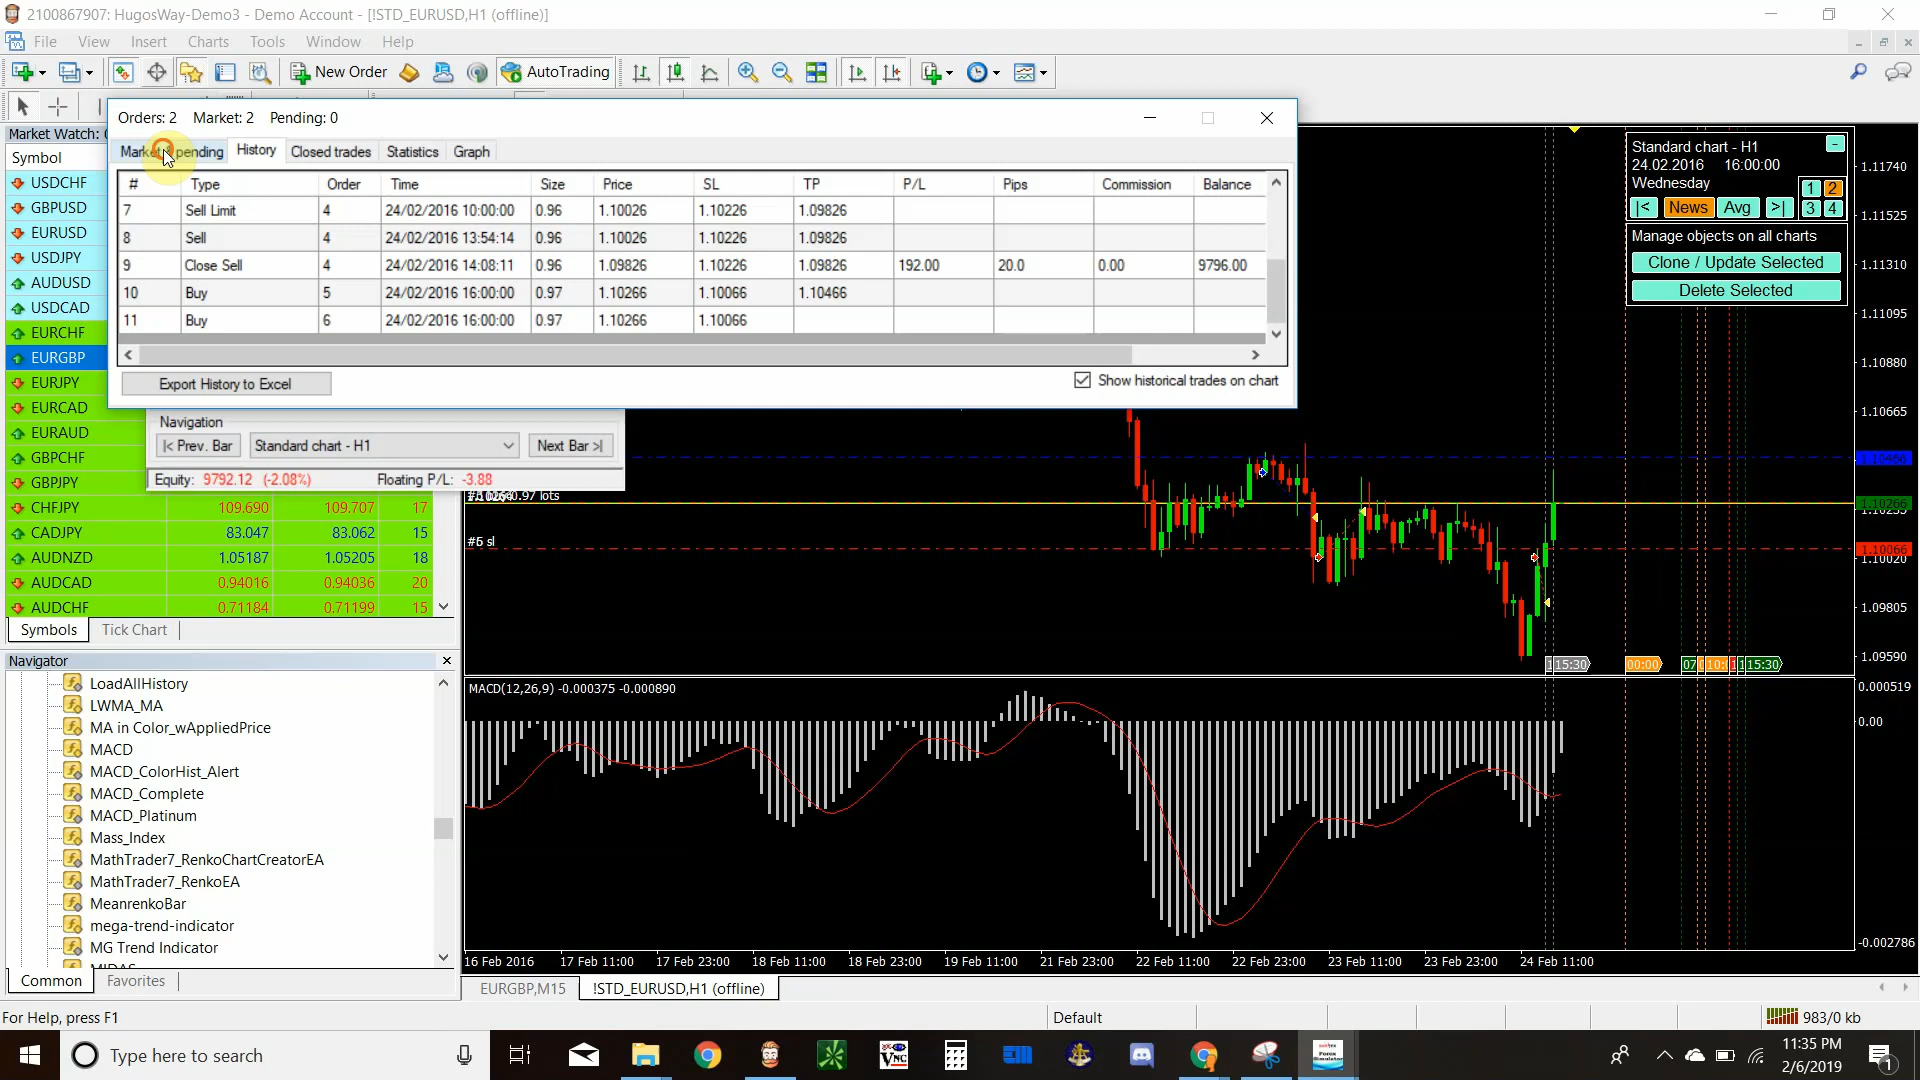 2100867907: HugosWay-Demo3 - Demo Account - [!STD_EURUSD,H1 (offline)]
File View Insert Charts Tools Window Help
New Order AutoTrading
Market Watch:
Symbol
USDCHF
GBPUSD
EURUSD
USDJPY
AUDUSD
USDCAD
EURCHF
EURGBP
EURJPY
EURCAD
EURAUD
GBPCHF
GBPJPY
CHFJPY 109.690 109.707 17
CADJPY 83.047 83.062 15
AUDNZD 1.05187 1.05205 18
AUDCAD 0.94016 0.94036 20
AUDCHF 0.71184 0.71199 15
Symbols Tick Chart
Orders: 2 Market: 2 Pending: 0
History Closed trades Statistics Graph
# Type Order Time Size Price SL TP P/L Pips Commission Balance
7 Sell Limit 4 24/02/2016 10:00:00 0.96 1.10026 1.10226 1.09826
8 Sell 4 24/02/2016 13:54:14 0.96 1.10026 1.10226 1.09826
9 Close Sell 4 24/02/2016 14:08:11 0.96 1.09826 1.10226 1.09826 192.00 20.0 0.00 9796.00
10 Buy 5 24/02/2016 16:00:00 0.97 1.10266 1.10066 1.10466
11 Buy 6 24/02/2016 16:00:00 0.97 1.10266 1.10066
Export History to Excel Show historical trades on chart
Navigation
|< Prev. Bar Standard chart - H1 Next Bar >|
Equity: 9792.12 (-2.08%) Floating P/L: -3.88
Standard chart - H1 -
24.02.2016 16:00:00
Wednesday 1 2
|< News Avg >| 3 4
Manage objects on all charts
Clone / Update Selected
Delete Selected
1.11740
1.11525
1.11310
1.11095
1.10880
1.10665
1.10466
1.10266
1.10066
1.10020
1.09805
1.09590
0.97 lots
sl
15:30 00:00 07 15:30
MACD(12,26,9) -0.000375 -0.000890
0.000519
0.00
-0.002786
16 Feb 2016 17 Feb 11:00 17 Feb 23:00 18 Feb 11:00 18 Feb 23:00 19 Feb 11:00 21 Feb 23:00 22 Feb 11:00 22 Feb 23:00 23 Feb 11:00 23 Feb 23:00 24 Feb 11:00
EURGBP,M15 !STD_EURUSD,H1 (offline)
Navigator
LoadAllHistory
LWMA_MA
MA in Color_wAppliedPrice
MACD
MACD_ColorHist_Alert
MACD_Complete
MACD_Platinum
Mass_Index
MathTrader7_RenkoChartCreatorEA
MathTrader7_RenkoEA
MeanrenkoBar
mega-trend-indicator
MG Trend Indicator
Common Favorites
For Help, press F1 Default 983/0 kb
Type here to search
11:35 PM
2/6/2019
1